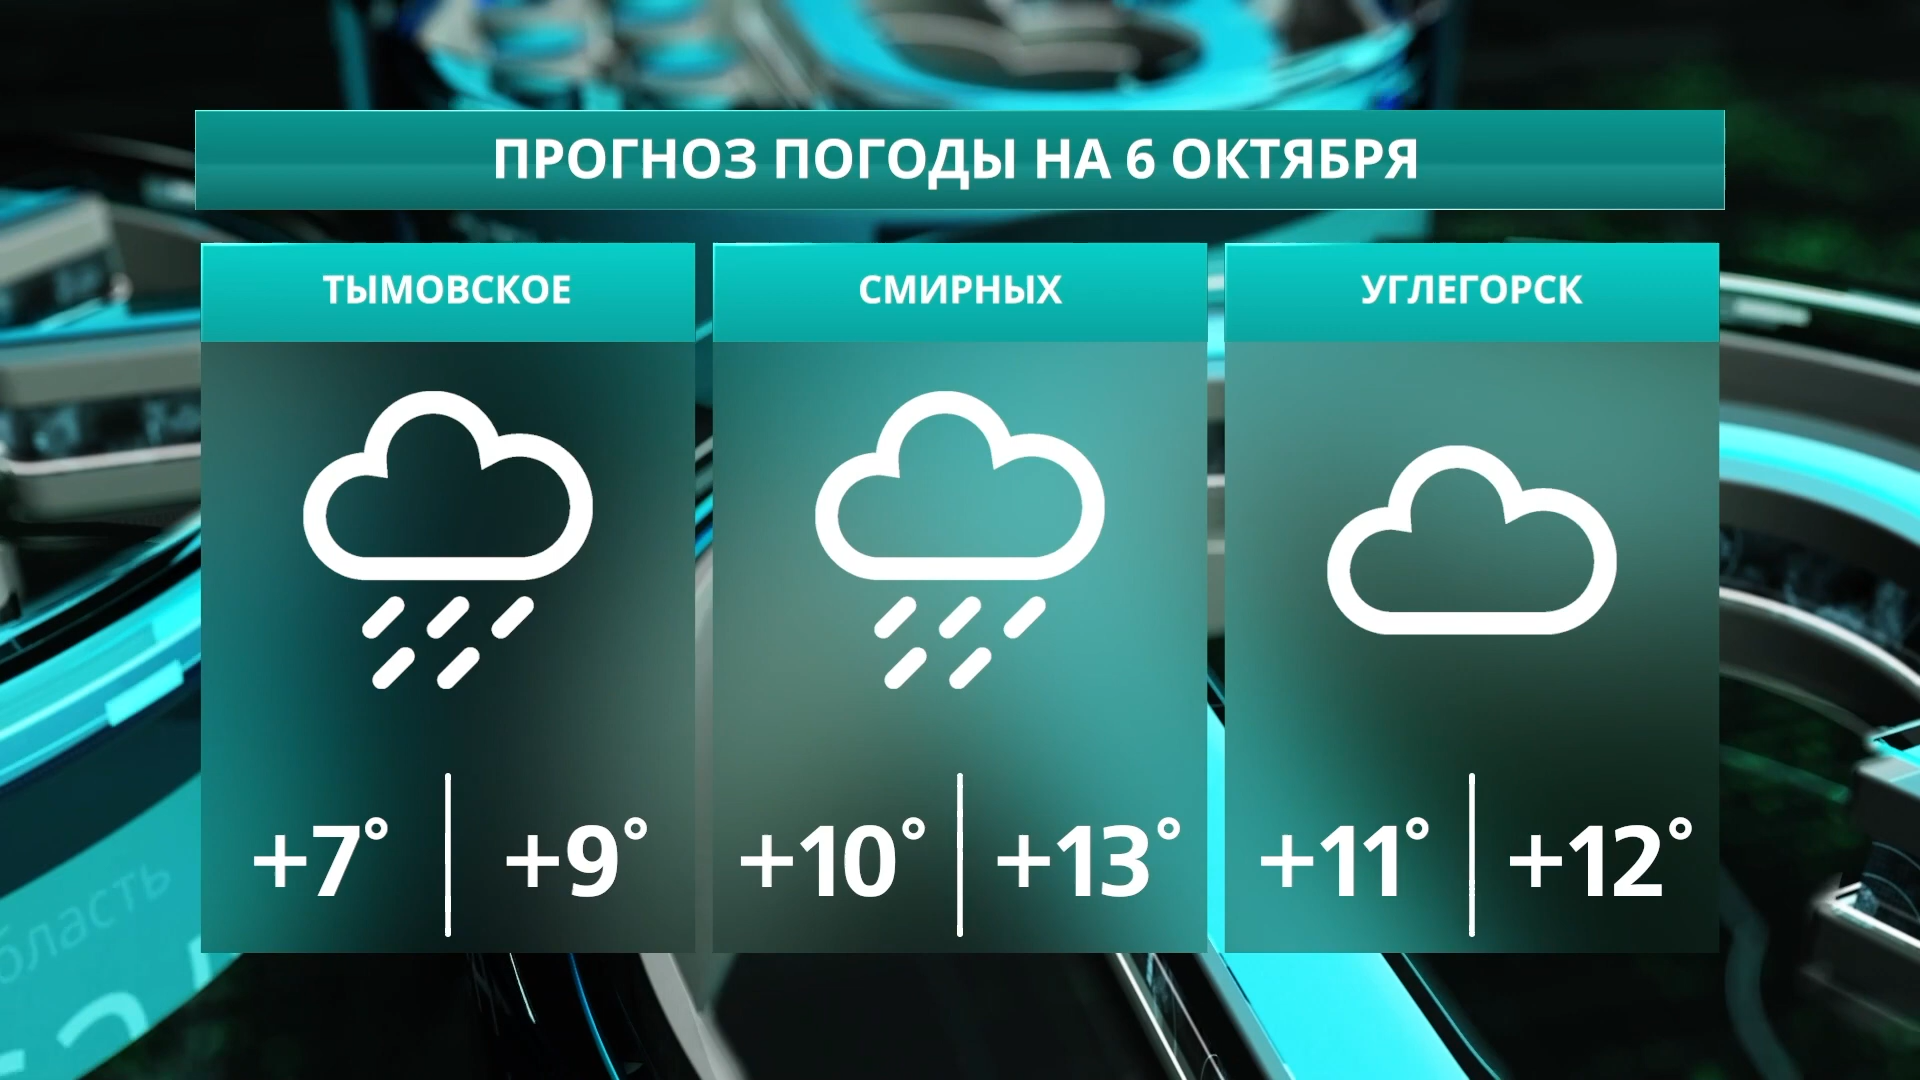 ПРОГНОЗ ПОГОДЫ НА 6 ОКТЯБРЯ
ТЫМОВСКОЕ
СМИРНЫХ
УГЛЕГОРСК
+7° +9°
+10° +13°
+11° +12°